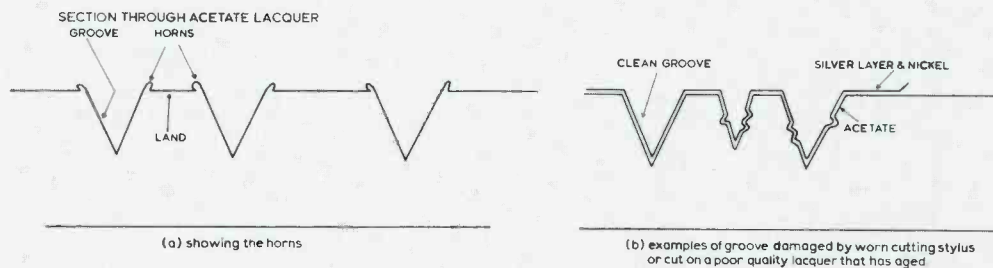 SECTION THROUGH ACETATE LACQUER
GROOVE
HORNS
LAND
(a) showing the horns
CLEAN GROOVE
SILVER LAYER & NICKEL
ACETATE
(b) examples of groove damaged by worn cutting stylus
or cut on a poor quality lacquer that has aged